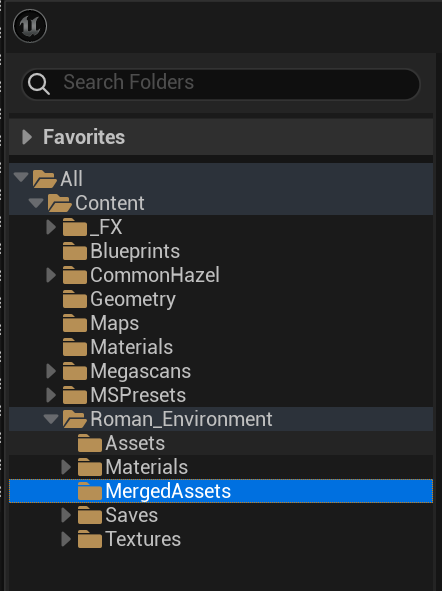 Search Folders
Favorites
All
Content
_FX
Blueprints
CommonHazel
Geometry
Maps
Materials
Megascans
MSPresets
Roman_Environment
Assets
Materials
MergedAssets
Saves
Textures